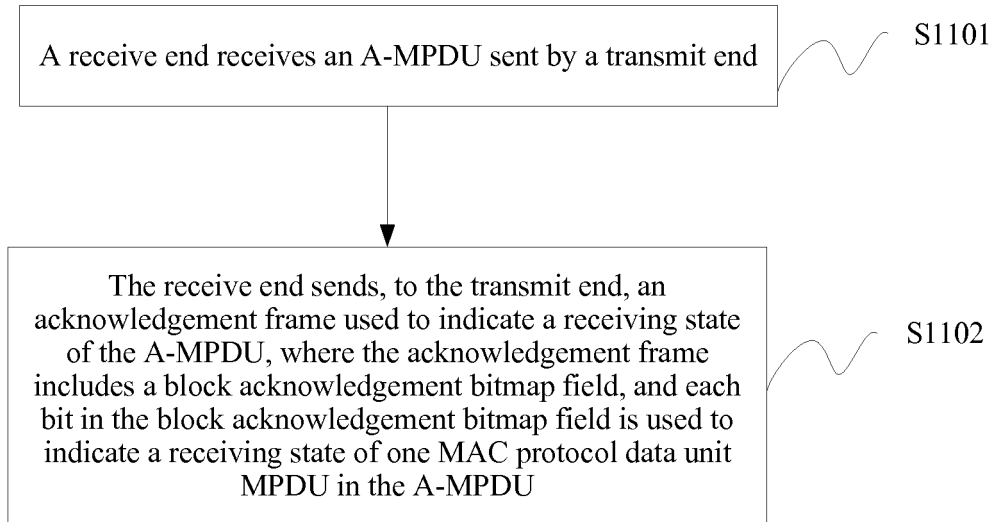 A receive end receives an A-MPDU sent by a transmit end
S1101
The receive end sends, to the transmit end, an
acknowledgement frame used to indicate a receiving state
of the A-MPDU, where the acknowledgement frame
includes a block acknowledgement bitmap field, and each
bit in the block acknowledgement bitmap field is used to
indicate a receiving state of one MAC protocol data unit
MPDU in the A-MPDU
S1102